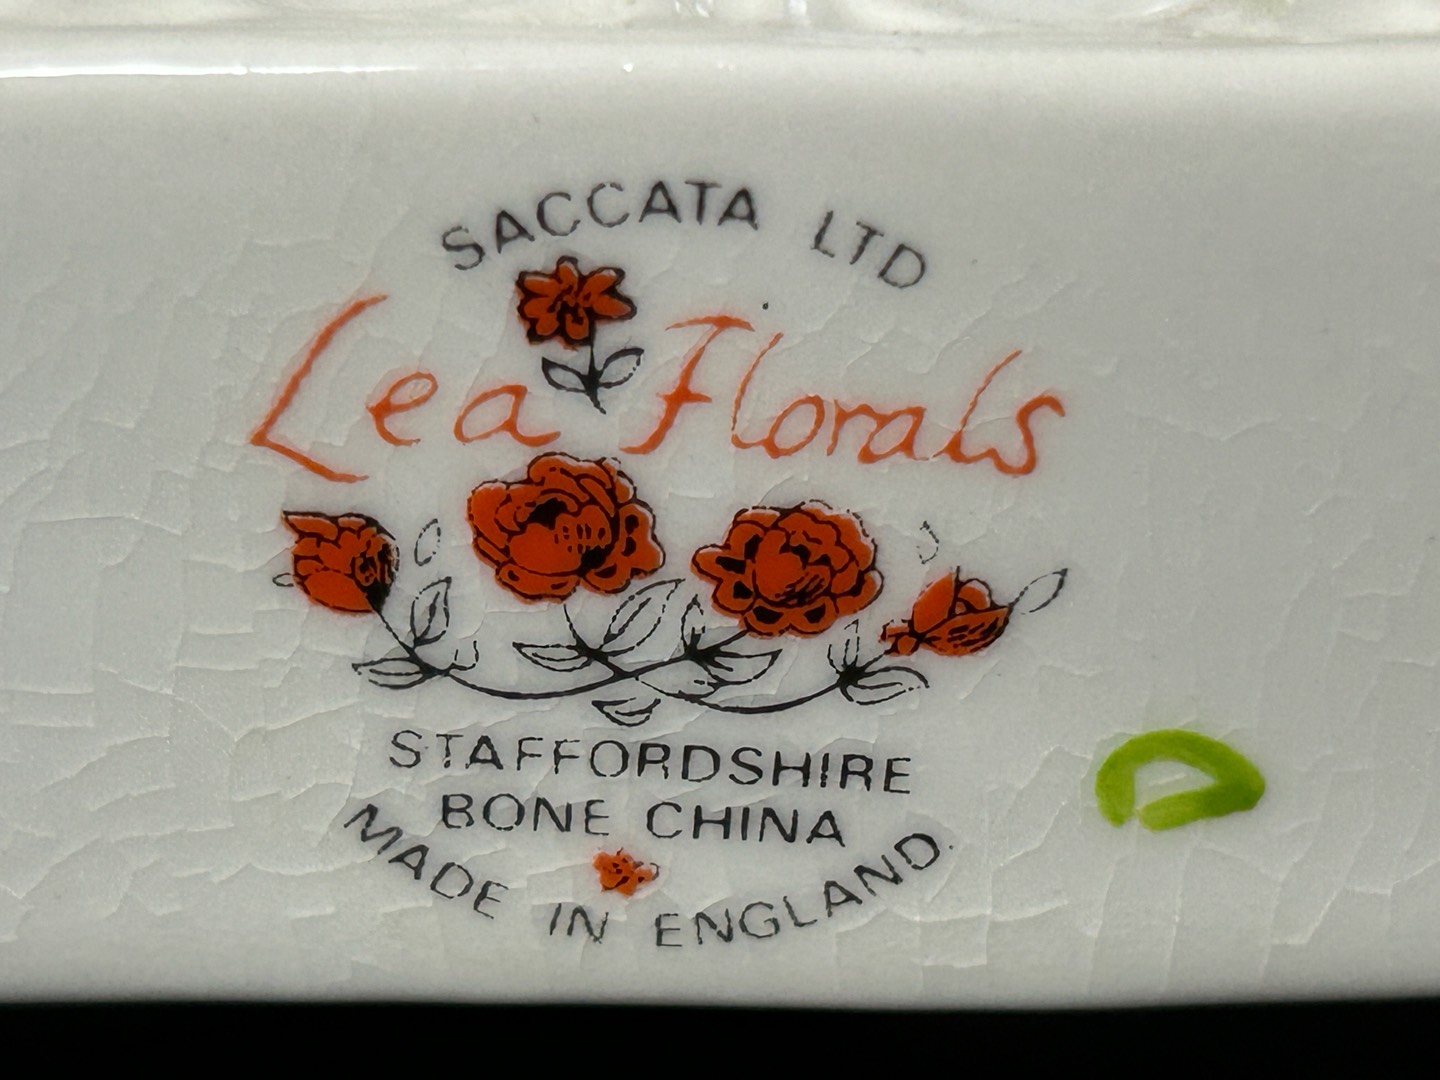 SACCATA LTD
Lea Florals
STAFFORDSHIRE
BONE CHINA
MADE IN ENGLAND